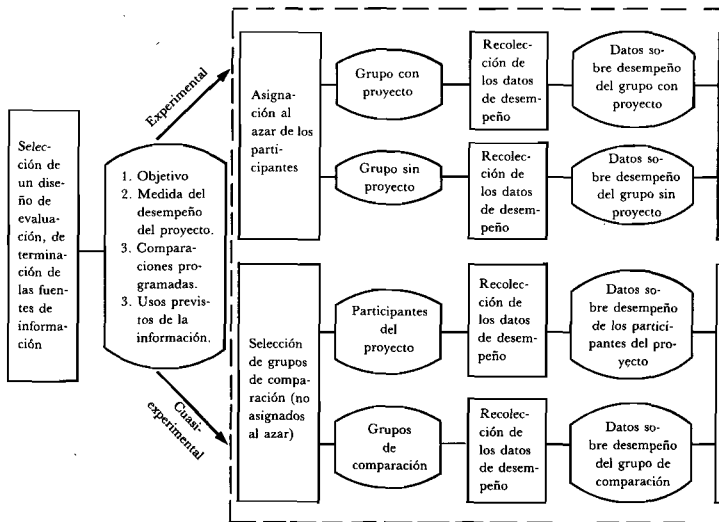 Selec-
ción de
un dise-
ño de
evalua-
ción, de
termina-
ción de
las fuen-
tes de
informa-
ción
Experimental
1. Objetivo
2. Medida del
desempeño
del proyecto.
3. Compara-
ciones pro-
gramadas.
3. Usos previs-
tos de la
información.
Cuasi-
experimental
Asigna-
ción al
azar de los
parti-
cipantes
Grupo con
proyecto
Recolec-
ción de
los datos
de desem-
peño
Datos so-
bre desempeño
del grupo con
proyecto
Grupo sin
proyecto
Recolec-
ción de
los datos
de desem-
peño
Datos so-
bre desempeño
del grupo sin
proyecto
Selección
de grupos
de compa-
ración (no
asignados
al azar)
Participantes
del
proyecto
Recolec-
ción de
los datos
de desem-
peño
Datos so-
bre desempeño
de los partici-
pantes del pro-
yecto
Grupos
de
comparación
Recolec-
ción de
los datos
de desem-
peño
Datos so-
bre desempeño
del grupo de
comparación